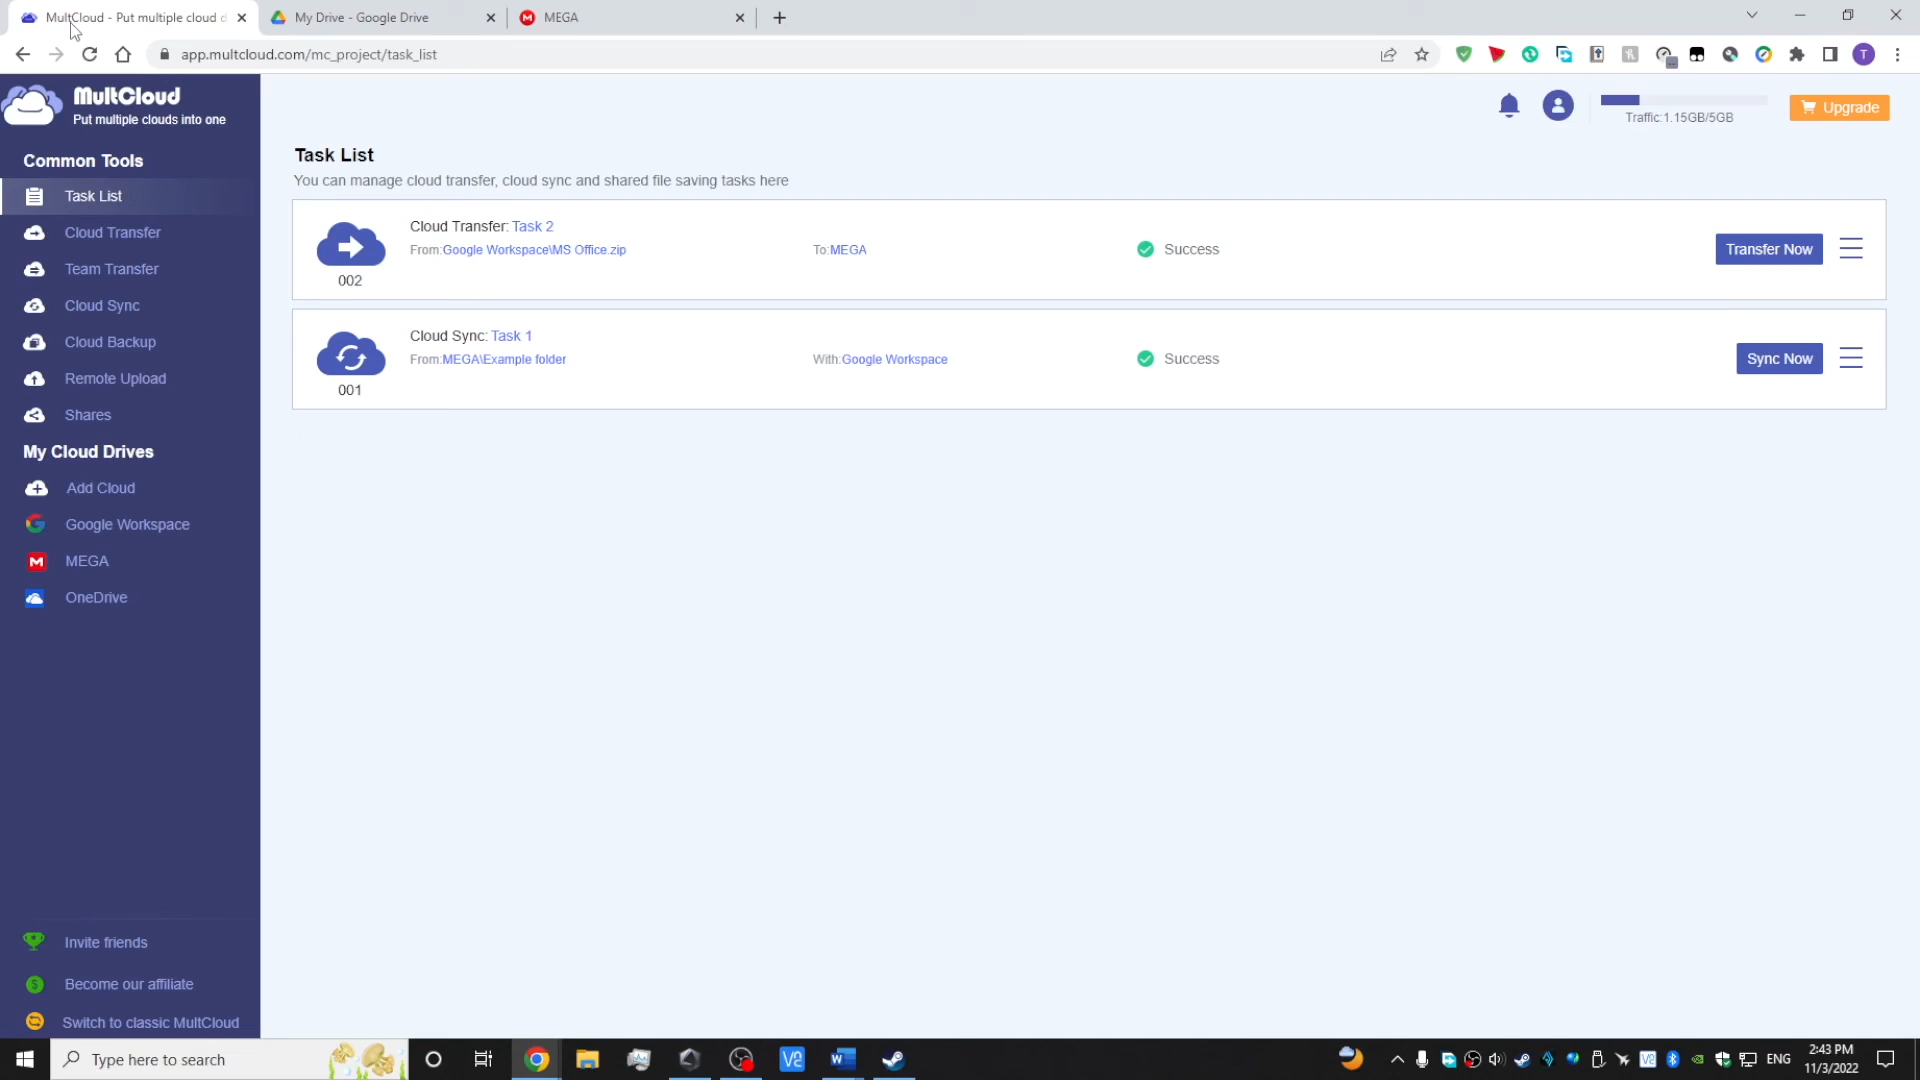 MultCloud - Put multiple cloud d
My Drive - Google Drive
MEGA
app.multcloud.com/mc_project/task_list
T
MultCloud
Put multiple clouds into one
Traffic:1.15GB/5GB
Upgrade
Common Tools
Task List
Cloud Transfer
Team Transfer
Cloud Sync
Cloud Backup
Remote Upload
Shares
My Cloud Drives
Add Cloud
Google Workspace
MEGA
OneDrive
Invite friends
Become our affiliate
Switch to classic MultCloud
Task List
You can manage cloud transfer, cloud sync and shared file saving tasks here
Cloud Transfer: Task 2
From:Google Workspace\MS Office.zip
To:MEGA
Success
Transfer Now
002
Cloud Sync: Task 1
From:MEGA\Example folder
With:Google Workspace
Success
Sync Now
001
Type here to search
ENG
2:43 PM
11/3/2022